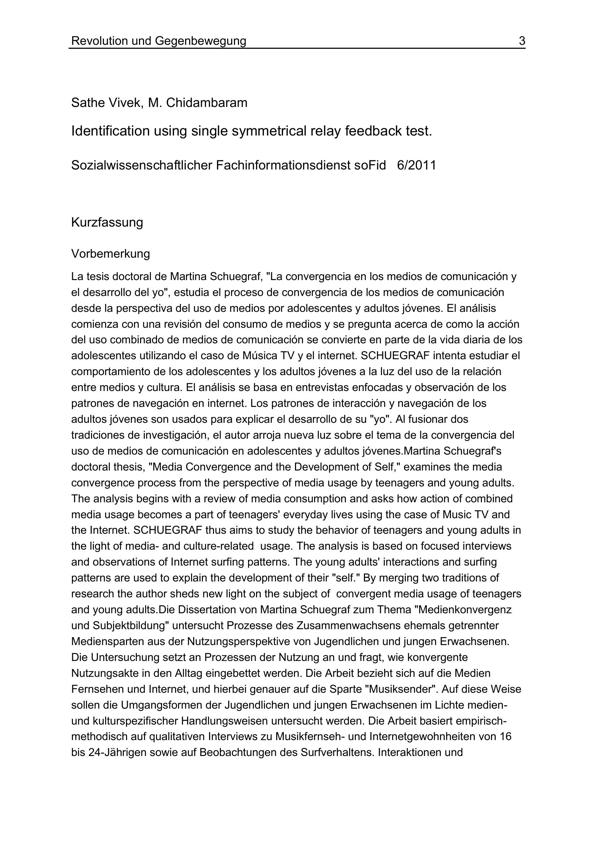 Revolution und Gegenbewegung 3
Sathe Vivek, M. Chidambaram
Identification using single symmetrical relay feedback test.
Sozialwissenschaftlicher Fachinformationsdienst soFid 6/2011
Kurzfassung
Vorbemerkung
La tesis doctoral de Martina Schuegraf, "La convergencia en los medios de comunicación y
el desarrollo del yo", estudia el proceso de convergencia de los medios de comunicación
desde la perspectiva del uso de medios por adolescentes y adultos jóvenes. El análisis
comienza con una revisión del consumo de medios y se pregunta acerca de como la acción
del uso combinado de medios de comunicación se convierte en parte de la vida diaria de los
adolescentes utilizando el caso de Música TV y el internet. SCHUEGRAF intenta estudiar el
comportamiento de los adolescentes y los adultos jóvenes a la luz del uso de la relación
entre medios y cultura. El análisis se basa en entrevistas enfocadas y observación de los
patrones de navegación en internet. Los patrones de interacción y navegación de los
adultos jóvenes son usados para explicar el desarrollo de su "yo". Al fusionar dos
tradiciones de investigación, el autor arroja nueva luz sobre el tema de la convergencia del
uso de medios de comunicación en adolescentes y adultos jóvenes.Martina Schuegraf's
doctoral thesis, "Media Convergence and the Development of Self," examines the media
convergence process from the perspective of media usage by teenagers and young adults.
The analysis begins with a review of media consumption and asks how action of combined
media usage becomes a part of teenagers' everyday lives using the case of Music TV and
the Internet. SCHUEGRAF thus aims to study the behavior of teenagers and young adults in
the light of media- and culture-related usage. The analysis is based on focused interviews
and observations of Internet surfing patterns. The young adults' interactions and surfing
patterns are used to explain the development of their "self." By merging two traditions of
research the author sheds new light on the subject of convergent media usage of teenagers
and young adults.Die Dissertation von Martina Schuegraf zum Thema "Medienkonvergenz
und Subjektbildung" untersucht Prozesse des Zusammenwachsens ehemals getrennter
Mediensparten aus der Nutzungsperspektive von Jugendlichen und jungen Erwachsenen.
Die Untersuchung setzt an Prozessen der Nutzung an und fragt, wie konvergente
Nutzungsakte in den Alltag eingebettet werden. Die Arbeit bezieht sich auf die Medien
Fernsehen und Internet, und hierbei genauer auf die Sparte "Musiksender". Auf diese Weise
sollen die Umgangsformen der Jugendlichen und jungen Erwachsenen im Lichte medien-
und kulturspezifischer Handlungsweisen untersucht werden. Die Arbeit basiert empirisch-
methodisch auf qualitativen Interviews zu Musikfernseh- und Internetgewohnheiten von 16
bis 24-Jährigen sowie auf Beobachtungen des Surfverhaltens. Interaktionen und